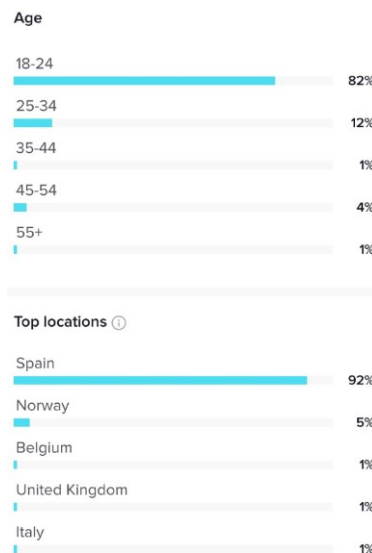 Age
18-24
82%
25-34
12%
35-44
1%
45-54
4%
55+
1%
Top locations
Spain
92%
Norway
5%
Belgium
1%
United Kingdom
1%
Italy
1%